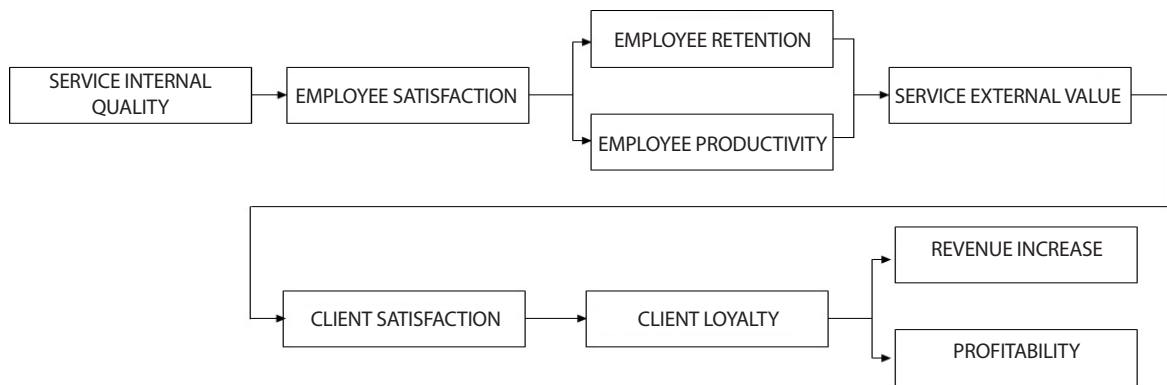 SERVICE INTERNAL
QUALITY
EMPLOYEE SATISFACTION
EMPLOYEE RETENTION
EMPLOYEE PRODUCTIVITY
SERVICE EXTERNAL VALUE
CLIENT SATISFACTION
CLIENT LOYALTY
REVENUE INCREASE
PROFITABILITY